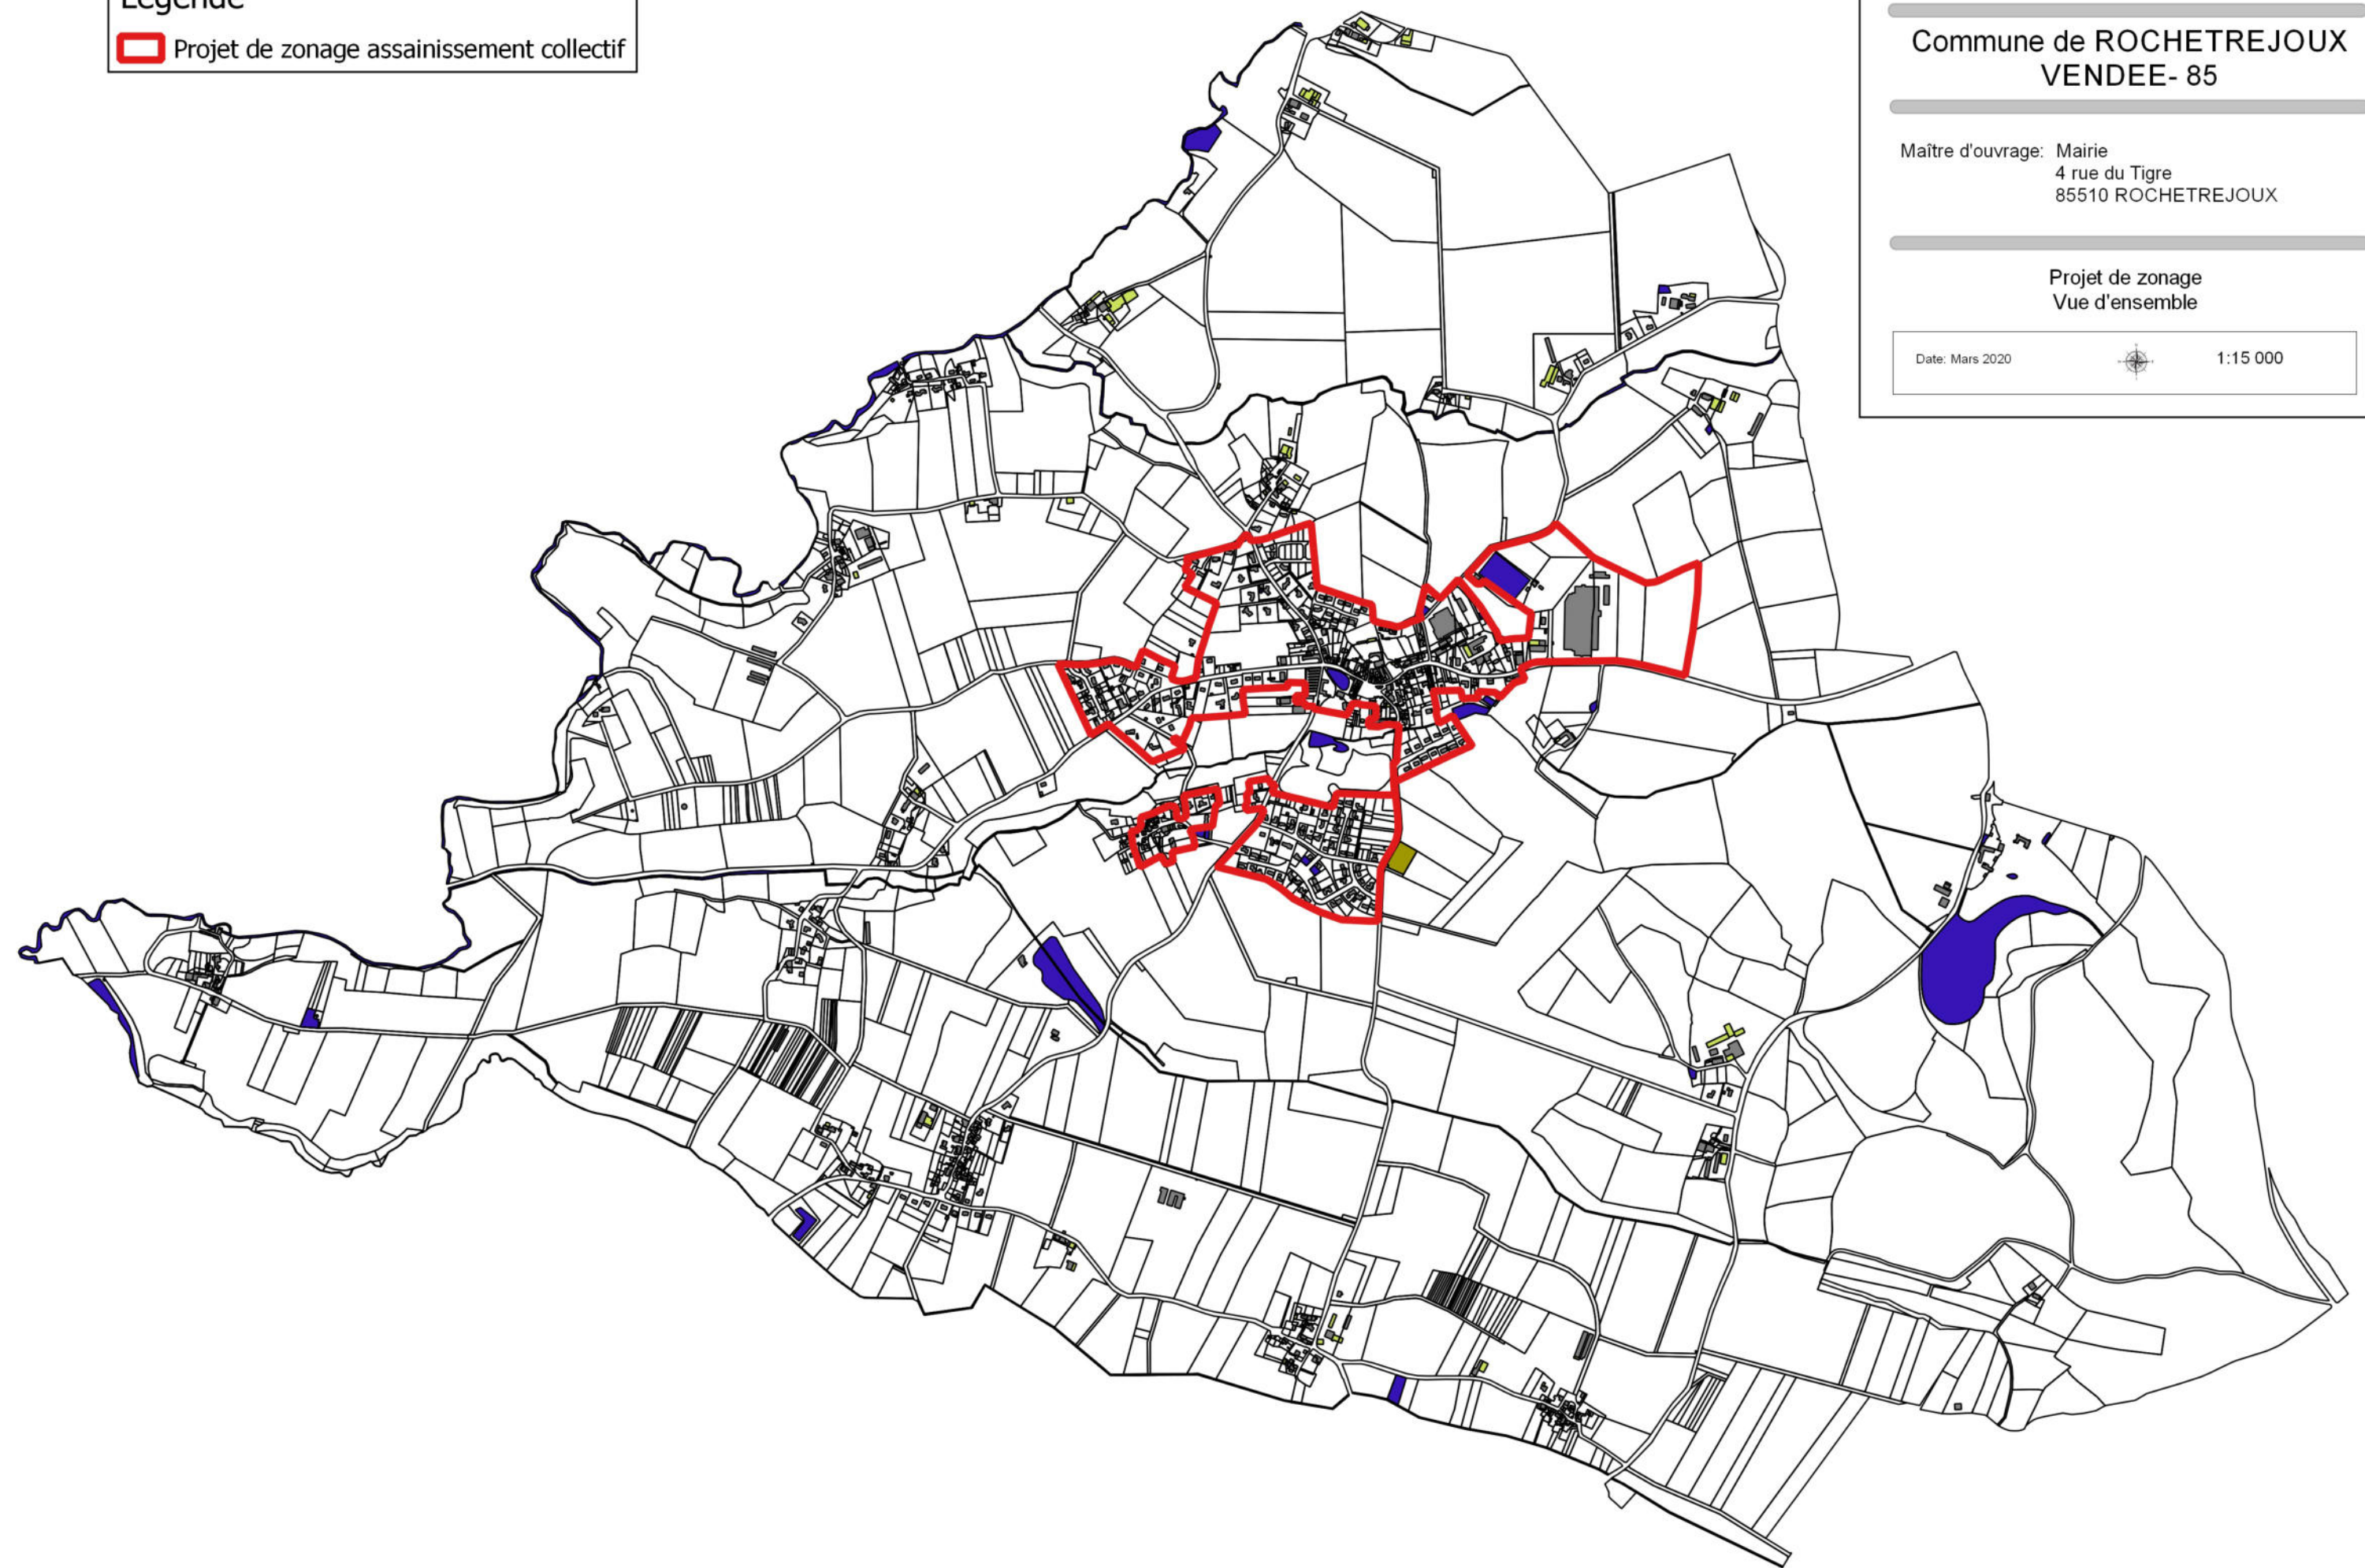 Légende
Projet de zonage assainissement collectif
Commune de ROCHETREJOUX
VENDEE- 85
Maître d'ouvrage: Mairie
4 rue du Tigre
85510 ROCHETREJOUX
Projet de zonage
Vue d'ensemble
Date: Mars 2020 1:15 000